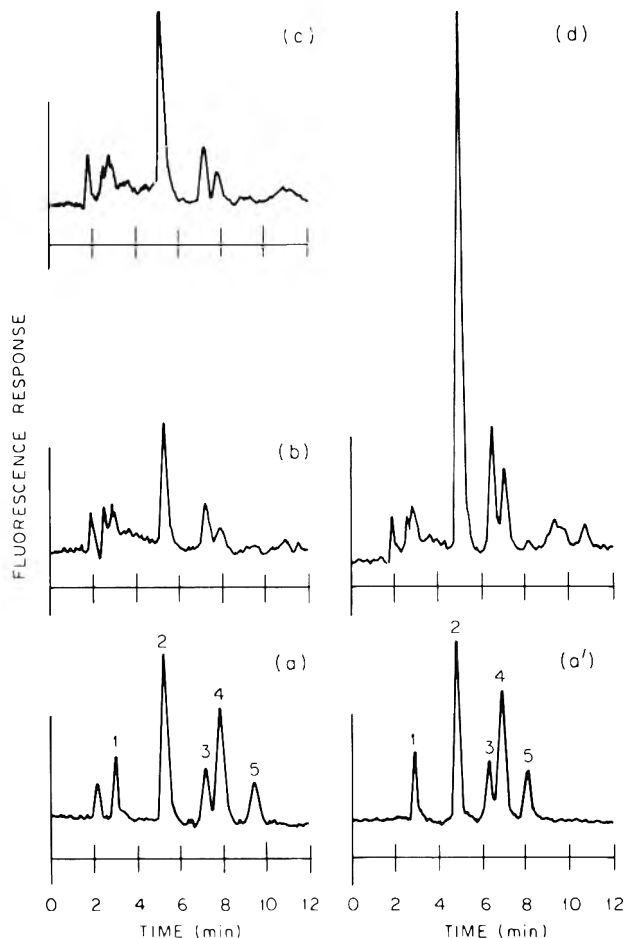 (c)
(d)
FLUORESCENCE RESPONSE
(b)
(a)
1
2
3
4
5
(a')
1
2
3
4
5
0 2 4 6 8 10 12
TIME (min)
0 2 4 6 8 10 12
TIME (min)